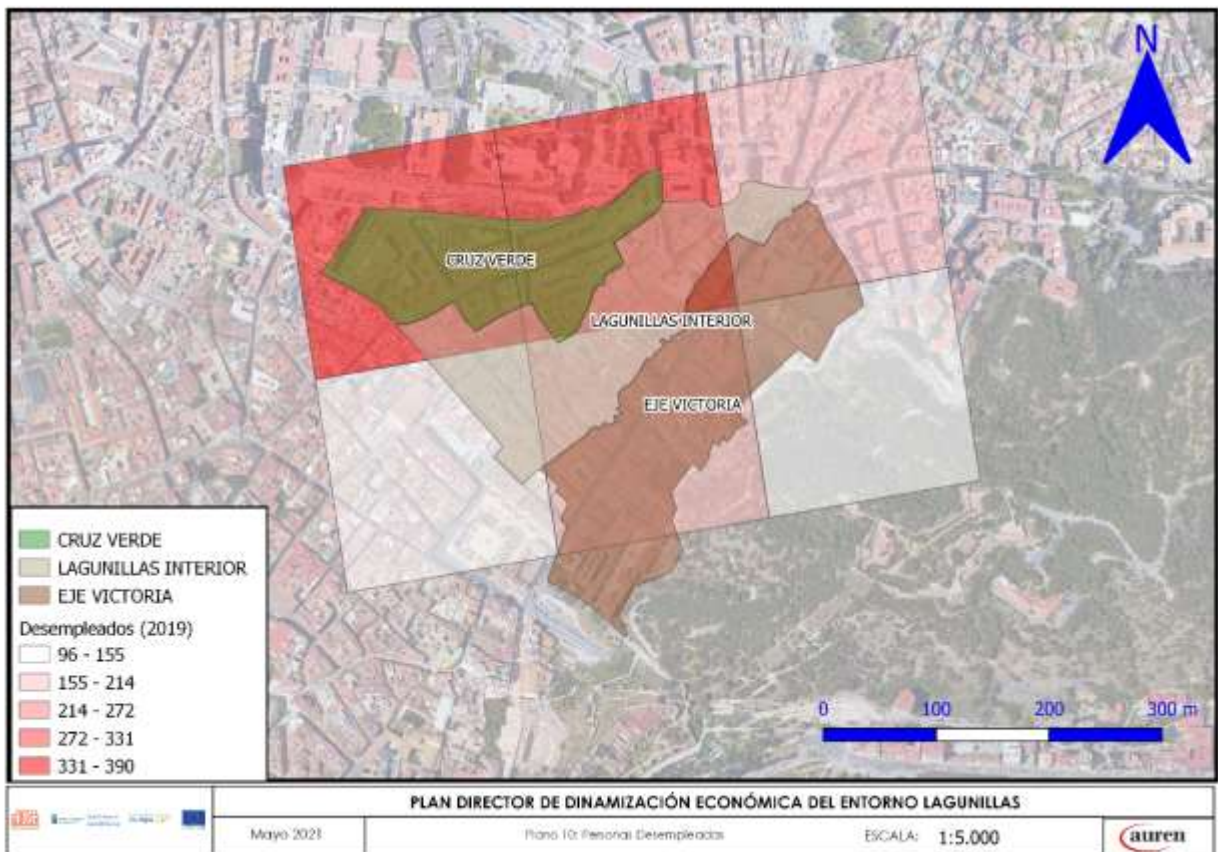 N
CRUZ VERDE
LAGUNILLAS INTERIOR
EJE VICTORIA
CRUZ VERDE
LAGUNILLAS INTERIOR
EJE VICTORIA
Desempleados (2019)
96 - 155
155 - 214
214 - 272
272 - 331
331 - 390
0 100 200 300 m
PLAN DIRECTOR DE DINAMIZACIÓN ECONÓMICA DEL ENTORNO LAGUNILLAS
Mayo 2021
Plano 10: Personas Desempleadas
ESCALA: 1:5.000
auren